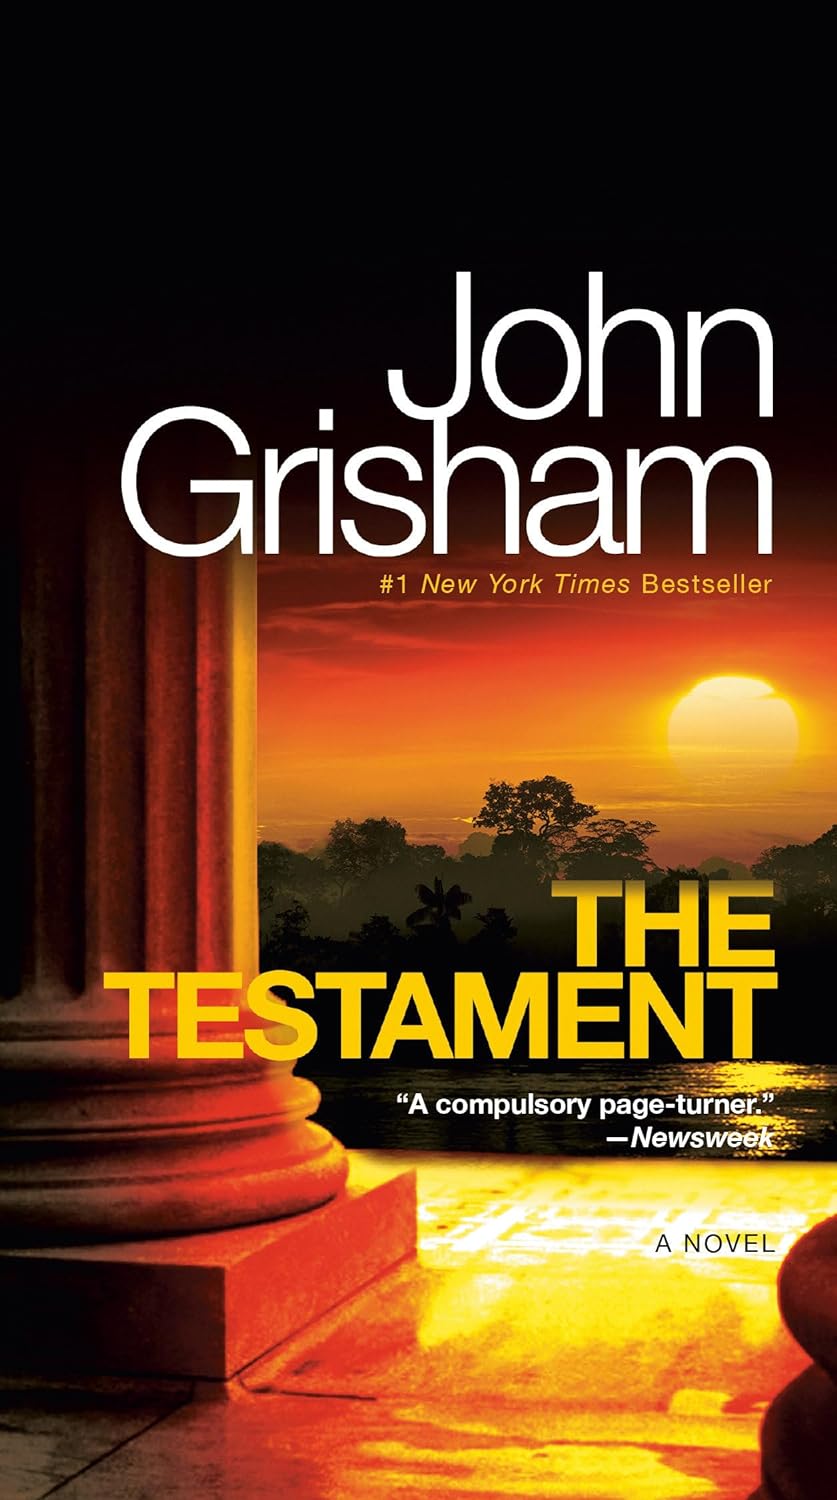 John
Grisham
#1 New York Times Bestseller
THE
TESTAMENT
“A compulsory page-turner.”
—Newsweek
A NOVEL